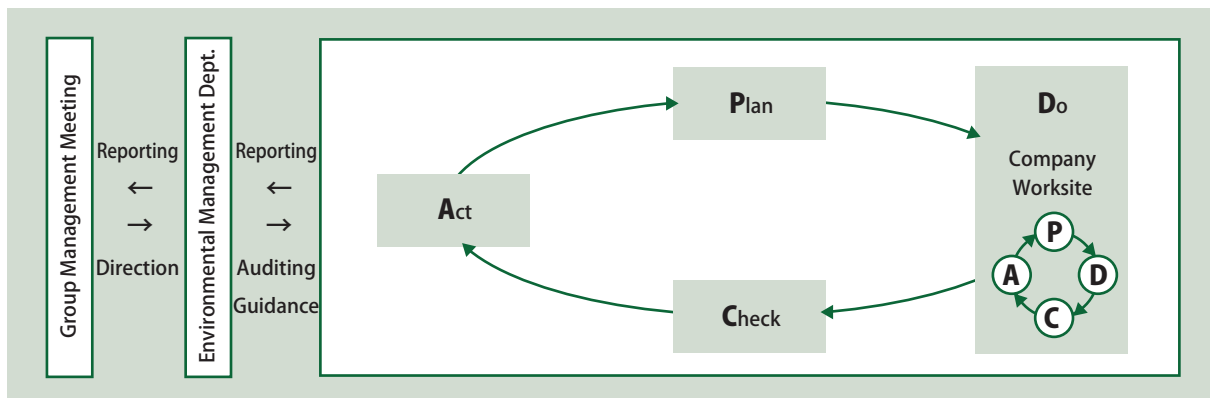 Group Management Meeting
Reporting
←
→
Direction
Environmental Management Dept.
Reporting
←
→
Auditing
Guidance
Act
Plan
Check
Do
Company
Worksite
P
A
D
C